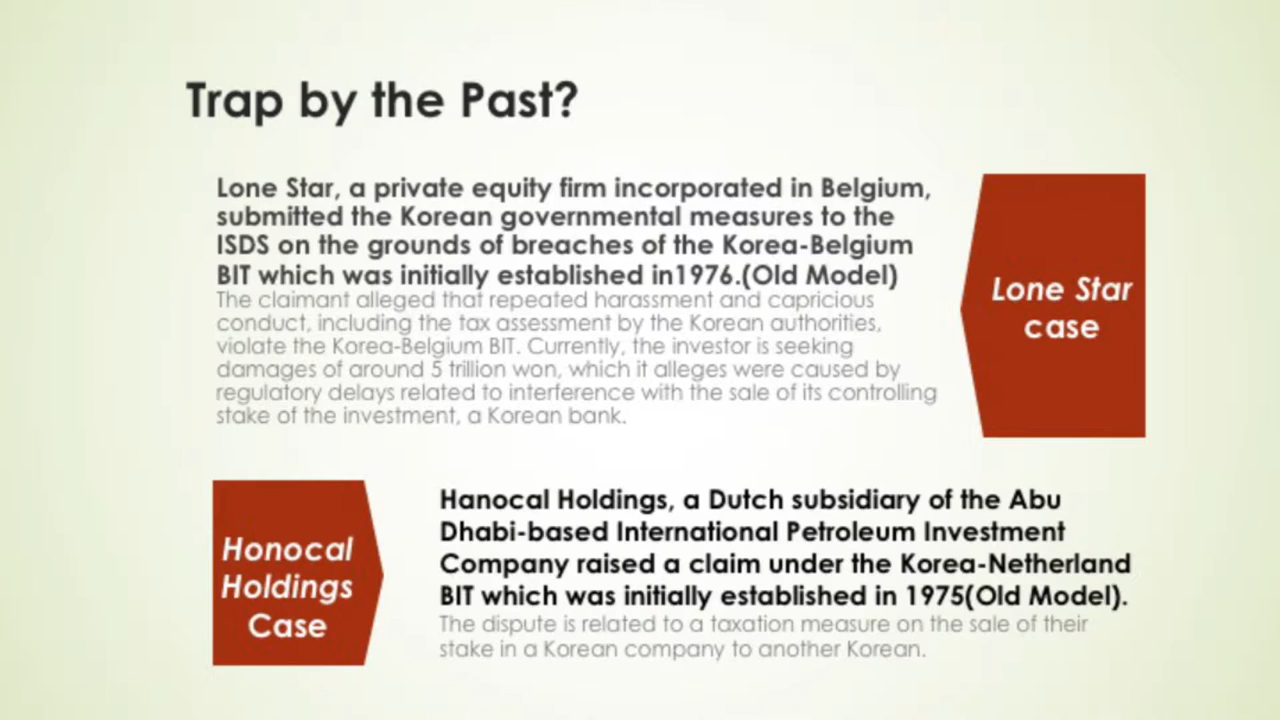 Trap by the Past?
Lone Star, a private equity firm incorporated in Belgium,
submitted the Korean governmental measures to the
ISDS on the grounds of breaches of the Korea-Belgium
BIT which was initially established in1976.(Old Model)
The claimant alleged that repeated harassment and capricious
conduct, including the tax assessment by the Korean authorities,
violate the Korea-Belgium BIT. Currently, the investor is seeking
damages of around 5 trillion won, which it alleges were caused by
regulatory delays related to interference with the sale of its controlling
stake of the investment, a Korean bank.
Lone Star
case
Honocal
Holdings
Case
Hanocal Holdings, a Dutch subsidiary of the Abu
Dhabi-based International Petroleum Investment
Company raised a claim under the Korea-Netherland
BIT which was initially established in 1975(Old Model).
The dispute is related to a taxation measure on the sale of their
stake in a Korean company to another Korean.